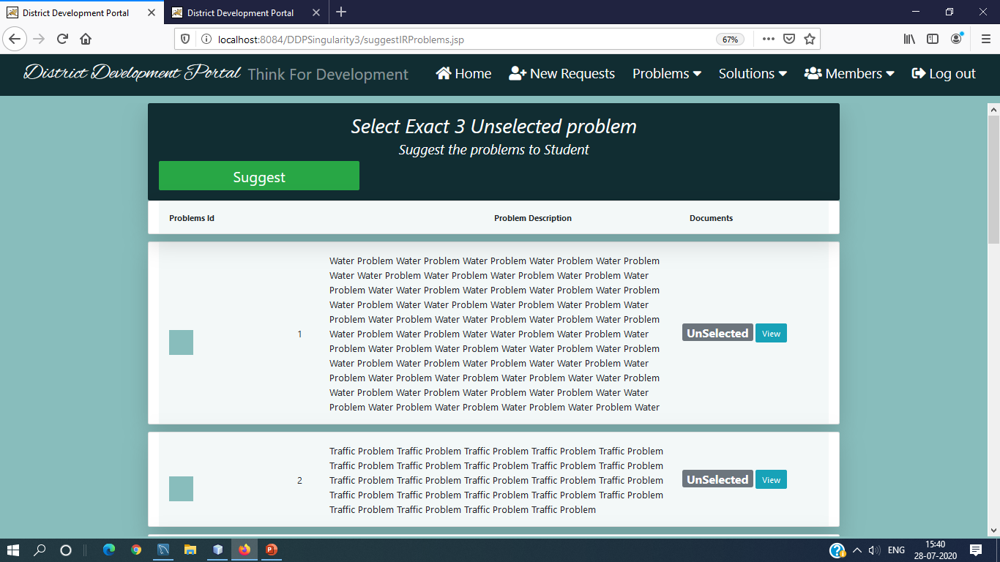 District Development Portal
District Development Portal
localhost:8084/DDPSingularity3/suggestIRProblems.jsp
67%
District Development Portal Think For Development Home New Requests Problems Solutions Members Log out
Select Exact 3 Unselected problem
Suggest the problems to Student
Suggest
Problems Id Problem Description Documents
Water Problem Water Problem Water Problem Water Problem Water Problem
Water Water Problem Water Problem Water Problem Water Problem Water
Problem Water Water Problem Water Problem Water Problem Water Problem
Water Problem Water Water Problem Water Problem Water Problem Water
Problem Water Problem Water Water Problem Water Problem Water Problem
1 Water Problem Water Problem Water Water Problem Water Problem Water UnSelected View
Problem Water Problem Water Problem Water Water Problem Water Problem
Water Problem Water Problem Water Problem Water Water Problem Water
Problem Water Problem Water Problem Water Problem Water Water Problem
Water Problem Water Problem Water Problem Water Problem Water Water
Problem Water Problem Water Problem Water Problem Water Problem Water
Traffic Problem Traffic Problem Traffic Problem Traffic Problem Traffic Problem
Traffic Problem Traffic Problem Traffic Problem Traffic Problem Traffic Problem
2 Traffic Problem Traffic Problem Traffic Problem Traffic Problem Traffic Problem UnSelected View
Traffic Problem Traffic Problem Traffic Problem Traffic Problem Traffic Problem
Traffic Problem Traffic Problem Traffic Problem Traffic Problem
ENG
15:40
28-07-2020